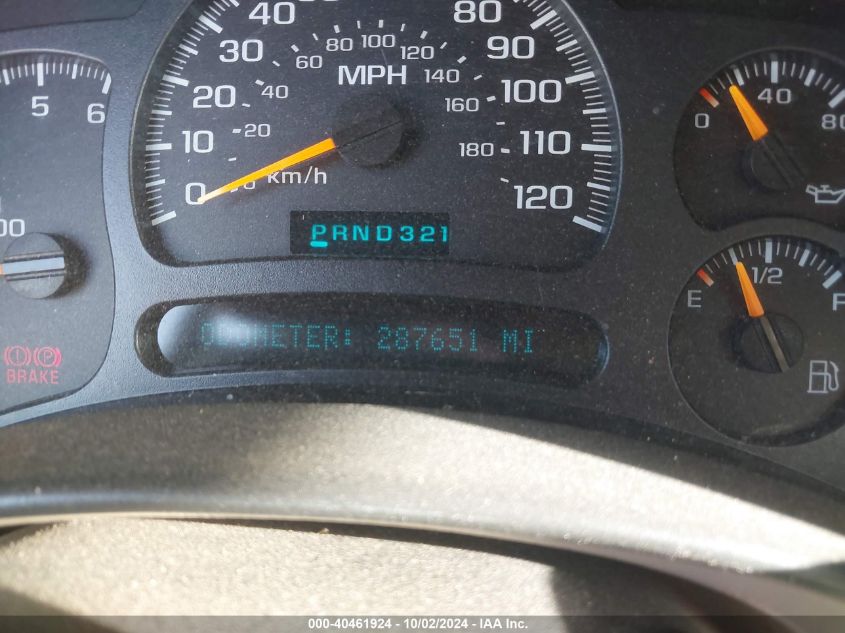 40 60 80
30 80 100 120 90
60 MPH 140
20 40 160 100
10 20 180 110
0 km/h 120
PRND321
ODOMETER: 287651 MI
5 6
00
BRAKE
0 40 80
E 1/2 F
000-40461924 - 10/02/2024 - IAA Inc.